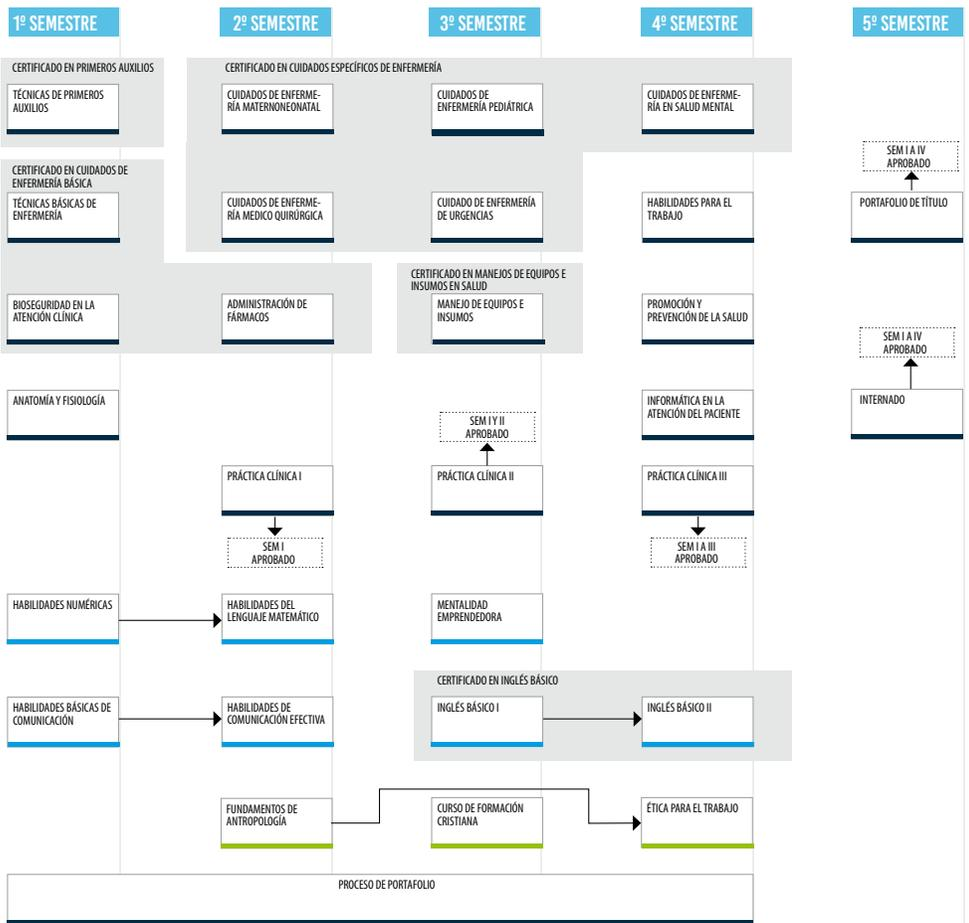 1º SEMESTRE
2º SEMESTRE
3º SEMESTRE
4º SEMESTRE
5º SEMESTRE
CERTIFICADO EN PRIMEROS AUXILIOS
TÉCNICAS DE PRIMEROS
AUXILIOS
CERTIFICADO EN CUIDADOS ESPECÍFICOS DE ENFERMERÍA
CUIDADOS DE ENFERME-
RÍA MATERNONEONATAL
CUIDADOS DE
ENFERMERÍA PEDIÁTRICA
CUIDADOS DE ENFERME-
RÍA EN SALUD MENTAL
CERTIFICADO EN CUIDADOS DE
ENFERMERÍA BÁSICA
TÉCNICAS BÁSICAS DE
ENFERMERÍA
CUIDADOS DE ENFERME-
RÍA MEDICO QUIRÚRGICA
CUIDADO DE ENFERMERÍA
DE URGENCIAS
HABILIDADES PARA EL
TRABAJO
SEM I A IV
APROBADO
PORTAFOLIO DE TÍTULO
BIOSEGURIDAD EN LA
ATENCIÓN CLÍNICA
ADMINISTRACIÓN DE
FÁRMACOS
CERTIFICADO EN MANEJOS DE EQUIPOS E
INSUMOS EN SALUD
MANEJO DE EQUIPOS E
INSUMOS
PROMOCIÓN Y
PREVENCIÓN DE LA SALUD
SEM I A IV
APROBADO
ANATOMÍA Y FISIOLOGÍA
INFORMÁTICA EN LA
ATENCIÓN DEL PACIENTE
INTERNADO
SEM I Y II
APROBADO
PRÁCTICA CLÍNICA I
PRÁCTICA CLÍNICA II
PRÁCTICA CLÍNICA III
SEM I
APROBADO
SEM I A III
APROBADO
HABILIDADES NUMÉRICAS
HABILIDADES DEL
LENGUAJE MATEMÁTICO
MENTALIDAD
EMPRENDEDORA
HABILIDADES BÁSICAS DE
COMUNICACIÓN
HABILIDADES DE
COMUNICACIÓN EFECTIVA
CERTIFICADO EN INGLÉS BÁSICO
INGLÉS BÁSICO I
INGLÉS BÁSICO II
FUNDAMENTOS DE
ANTROPOLOGÍA
CURSO DE FORMACIÓN
CRISTIANA
ÉTICA PARA EL TRABAJO
PROCESO DE PORTAFOLIO